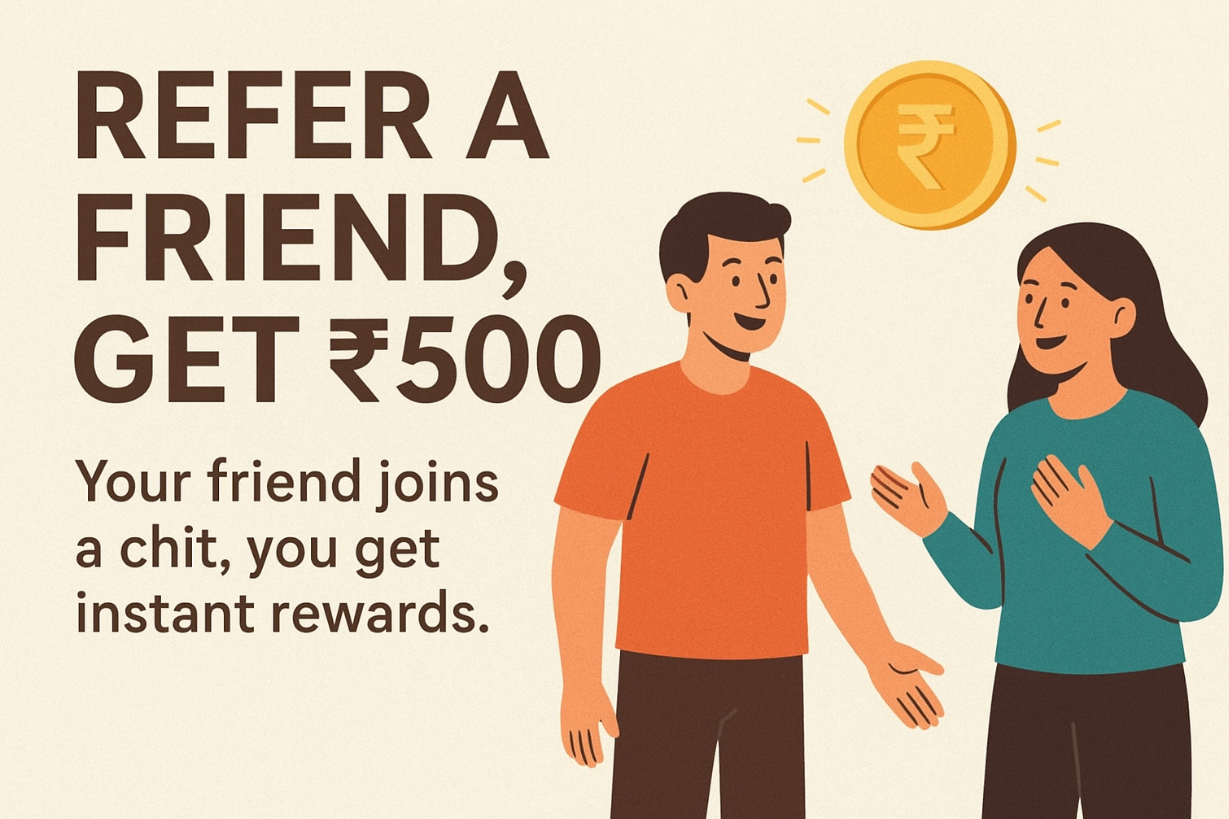 REFER A
FRIEND,
GET ₹500
₹
Your friend joins
a chit, you get
instant rewards.